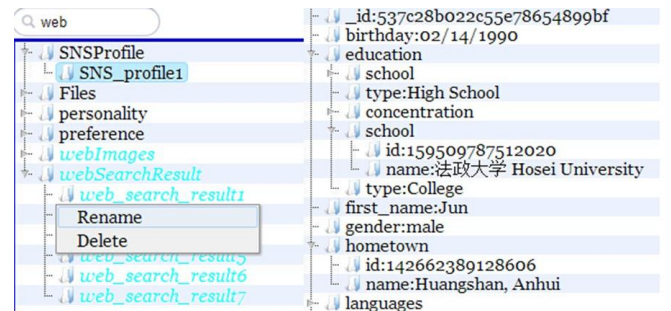 web
SNSProfile
SNS_profile1
Files
personality
preference
webImages
webSearchResult
web_search_result1
Rename
Delete
web_search_result5
web_search_result6
web_search_result7
_id:537c28b022c55e78654899bf
birthday:02/14/1990
education
school
type:High School
concentration
school
id:159509787512020
name:法政大学 Hosei University
type:College
first_name:Jun
gender:male
hometown
id:142662389128606
name:Huangshan, Anhui
languages